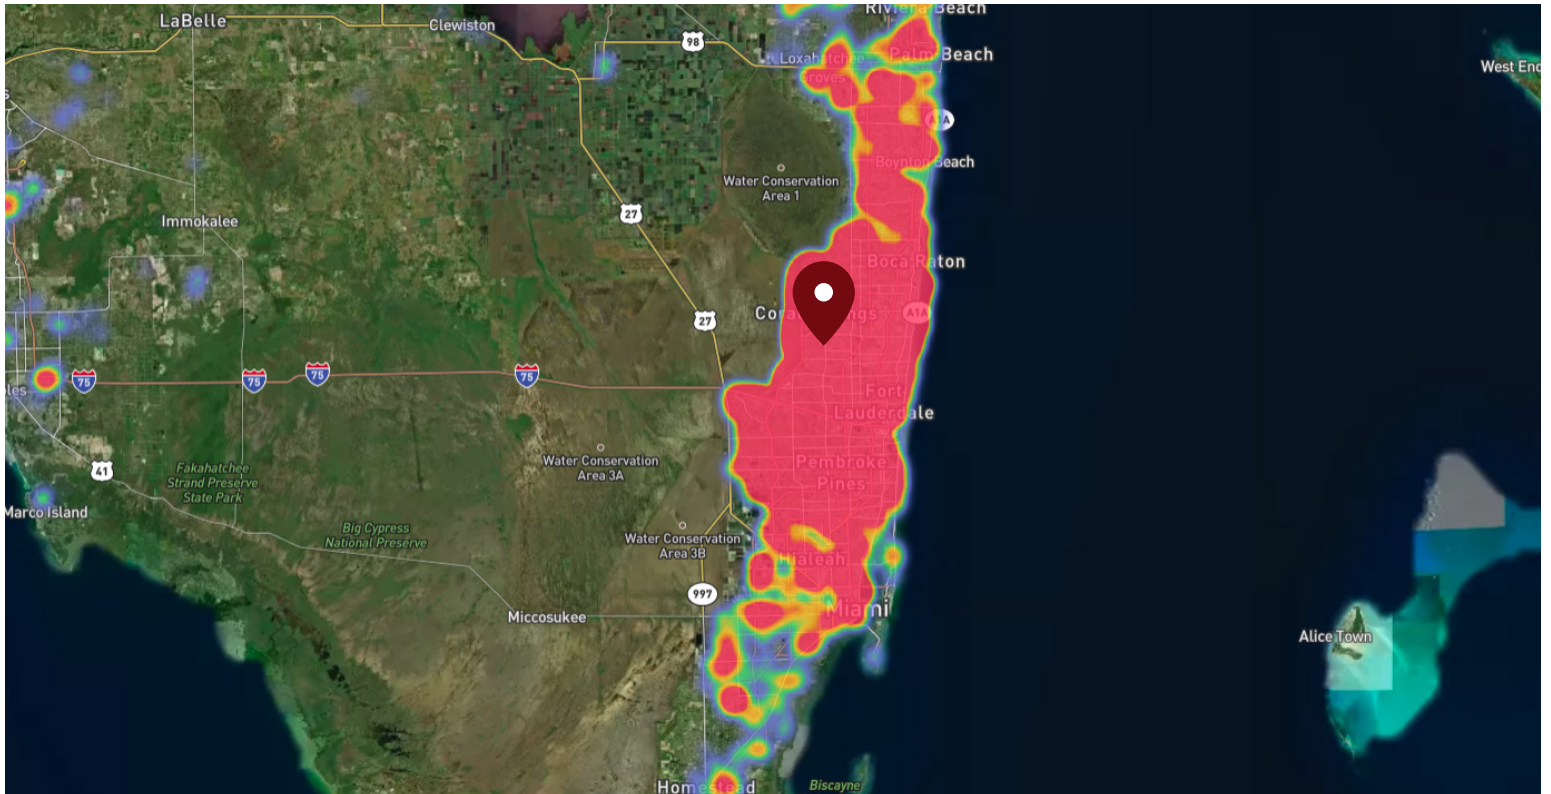 Riviera Beach
LaBelle
Clewiston
98
Loxahatchee
Groves
Palm Beach
West End
A1A
Boynton Beach
Water Conservation
Area 1
27
Immokalee
Boca Raton
27
A1A
75
75
75
75
Fort
Lauderdale
41
Fakahatchee
Strand Preserve
State Park
Water Conservation
Area 3A
Pembroke
Pines
Marco Island
Big Cypress
National Preserve
Water Conservation
Area 3B
Hialeah
997
Miccosukee
Miami
Alice Town
Homestead
Biscayne